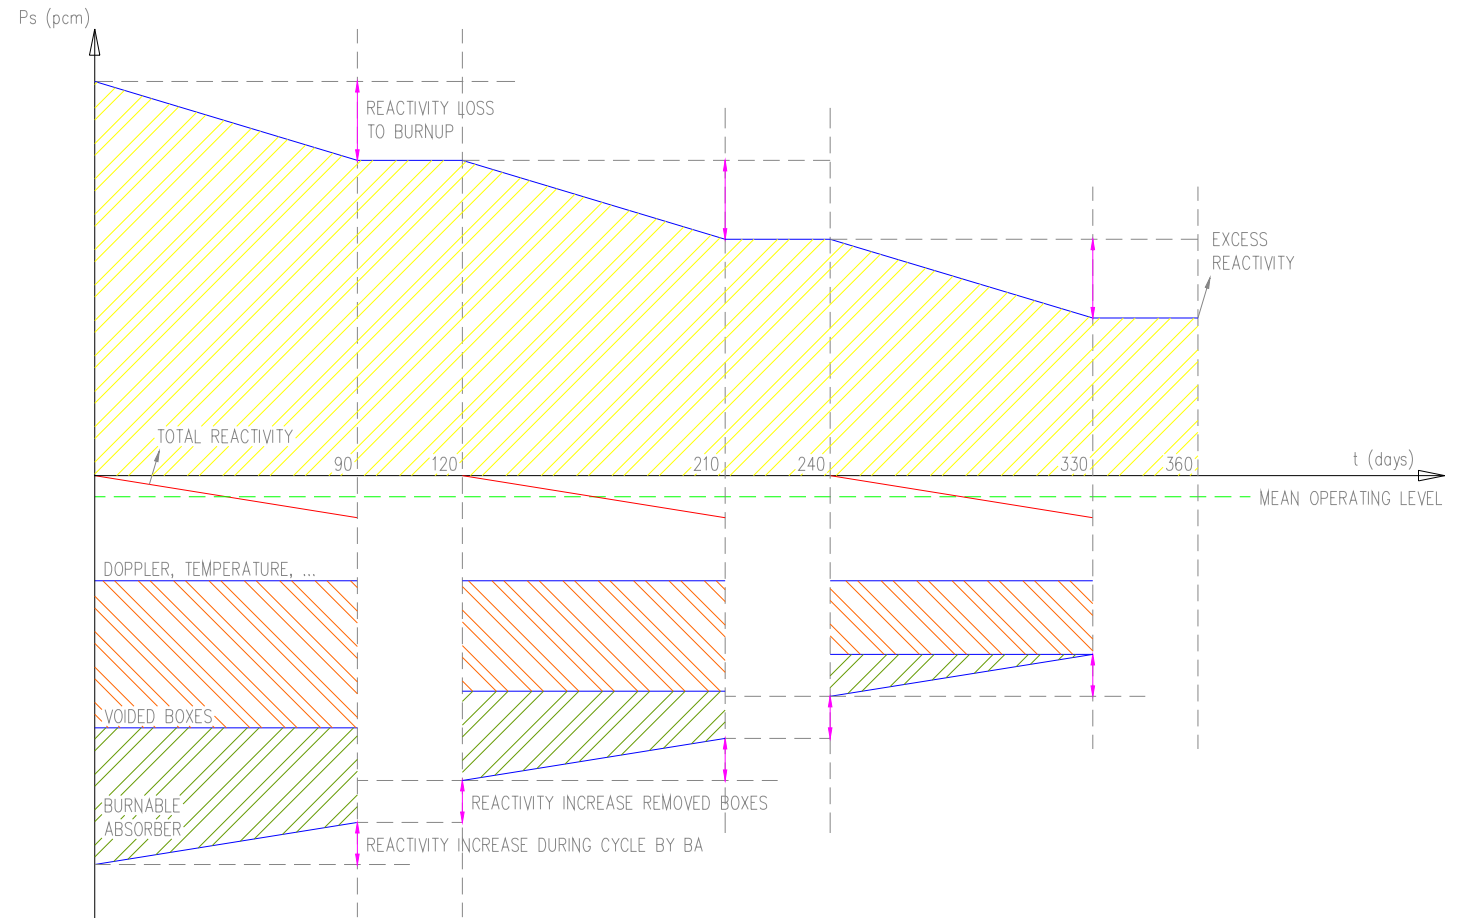 Ps (pcm)
REACTIVITY LOSS
TO BURNUP
EXCESS
REACTIVITY
TOTAL REACTIVITY
90
120
210
240
330
360
t (days)
MEAN OPERATING LEVEL
DOPPLER, TEMPERATURE, ...
VOIDED BOXES
BURNABLE
ABSORBER
REACTIVITY INCREASE REMOVED BOXES
REACTIVITY INCREASE DURING CYCLE BY BA